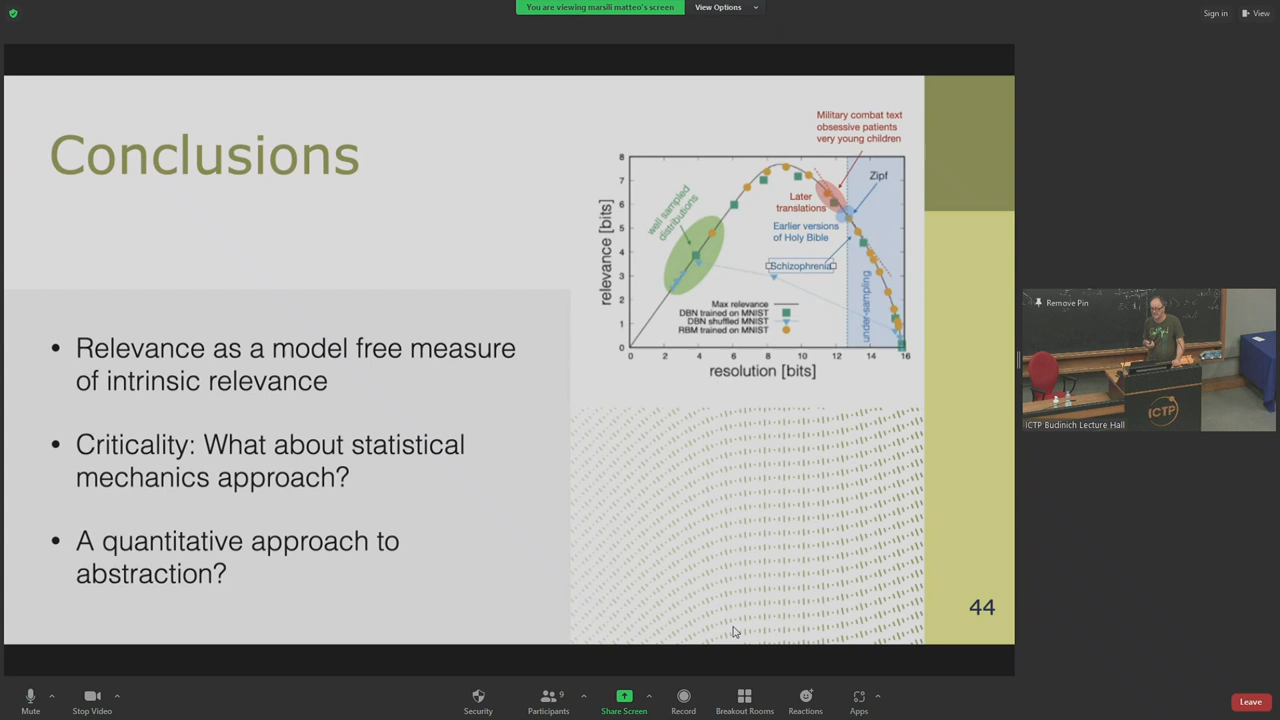 You are viewing marsili matteo's screen
View Options
Sign in
View
Conclusions
Military combat text
obsessive patients
very young children
Zipf
well sampled
distributions
Later
translations
Earlier versions
of Holy Bible
Schizophrenia
under-sampling
Max relevance
DBN trained on MNIST
DBN shuffled MNIST
RBM trained on MNIST
relevance [bits]
8
7
6
5
4
3
2
1
0
0 2 4 6 8 10 12 14 16
resolution [bits]
• Relevance as a model free measure
of intrinsic relevance
• Criticality: What about statistical
mechanics approach?
• A quantitative approach to
abstraction?
44
Remove Pin
ICTP
ICTP Budinich Lecture Hall
Mute
Stop Video
Security
Participants
9
Share Screen
Record
Breakout Rooms
Reactions
Apps
Leave